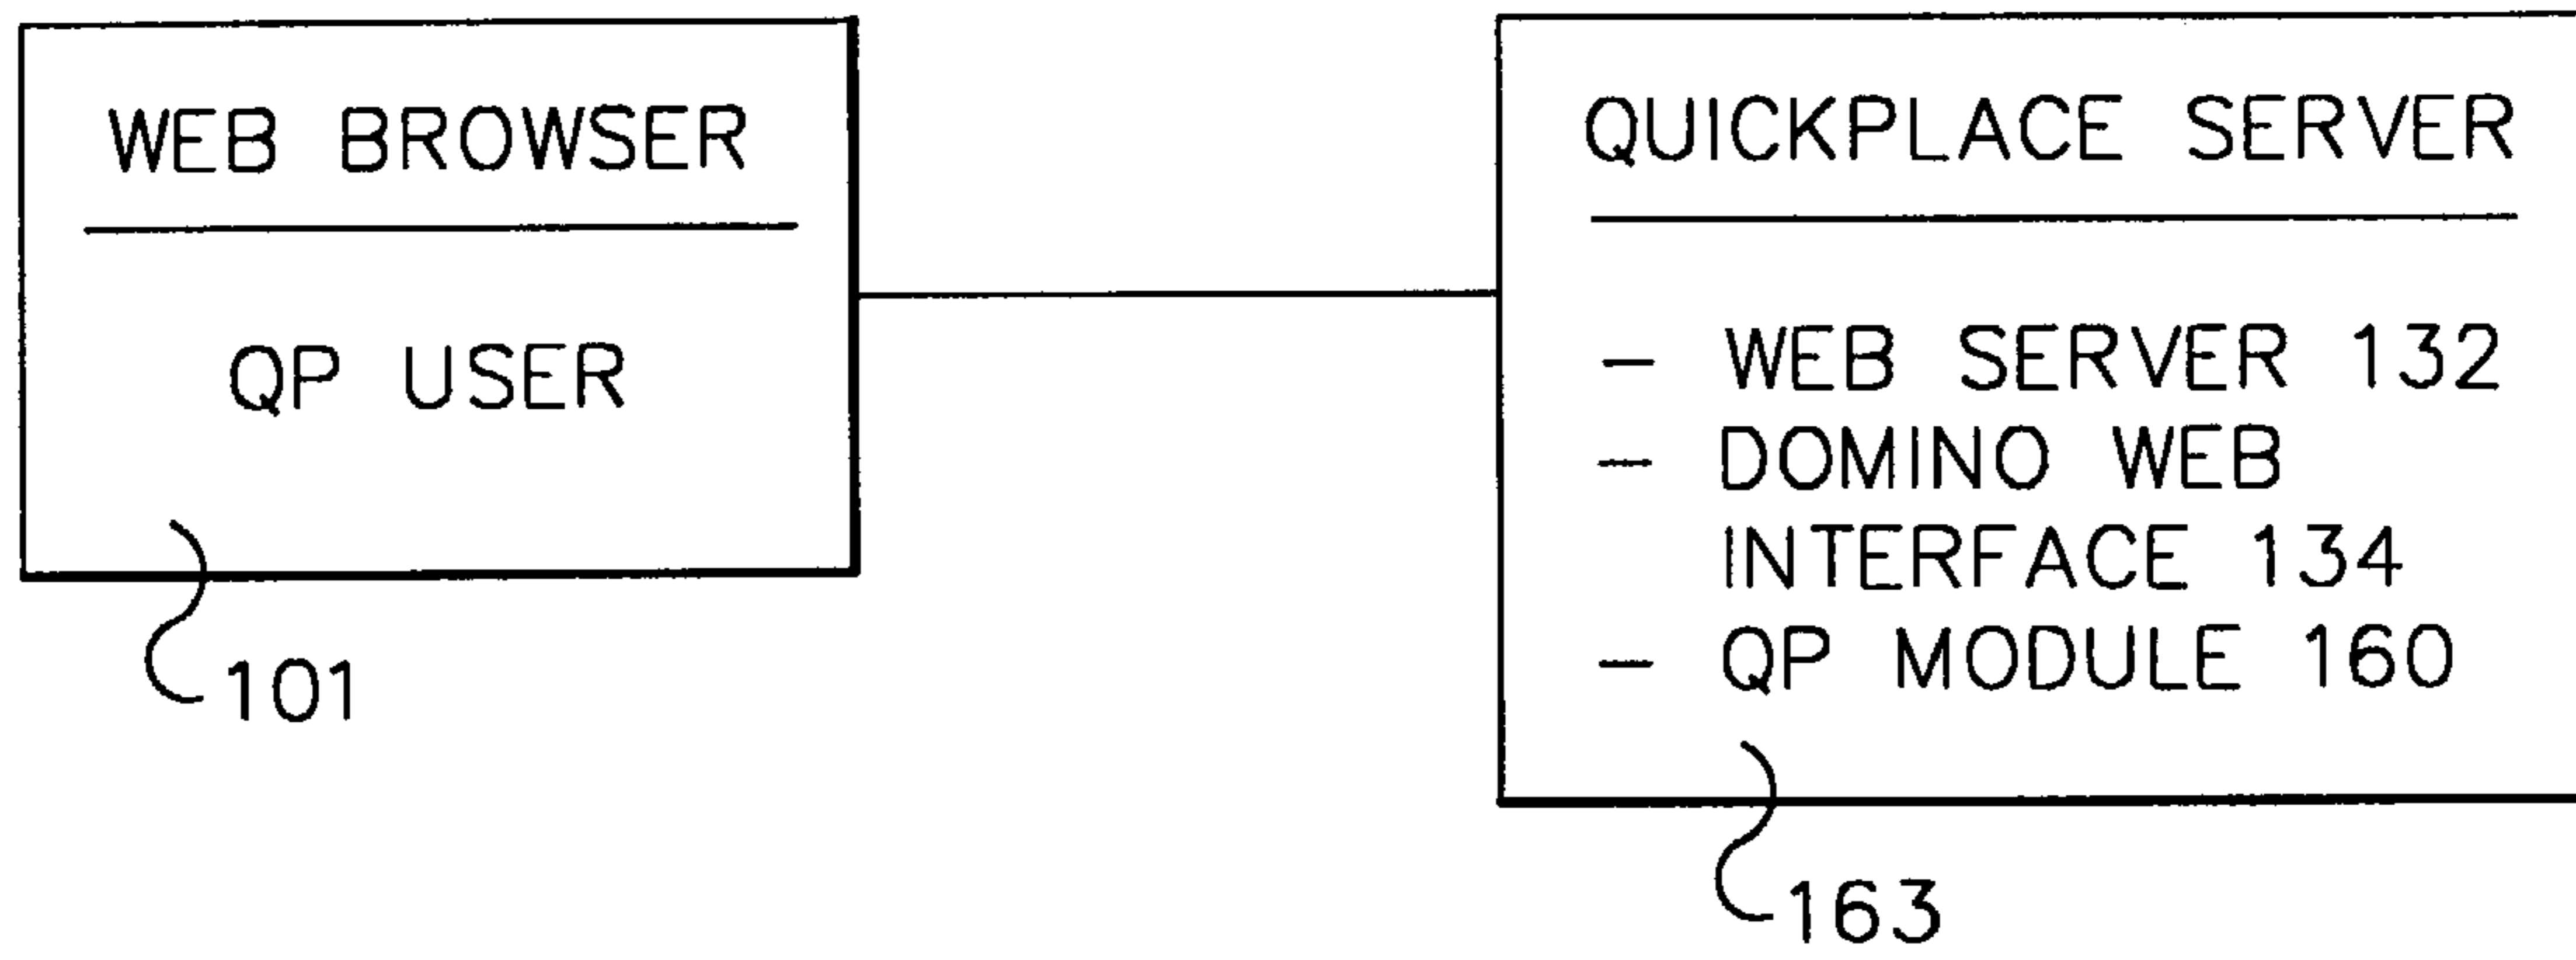 WEB BROWSER
QP USER
101
QUICKPLACE SERVER
- WEB SERVER 132
- DOMINO WEB
INTERFACE 134
- QP MODULE 160
163